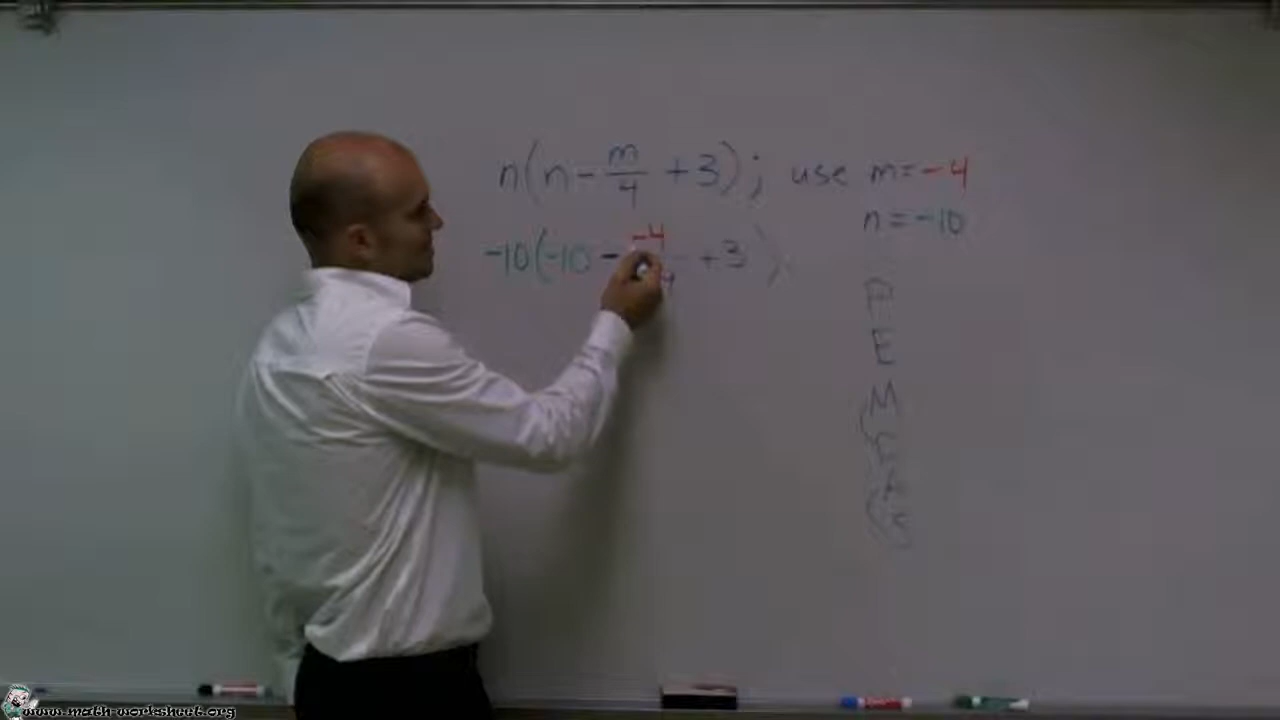 n(n - m/4 + 3); use m = -4
n = -10
-10(-10 - -4/4 + 3)
P
E
M
www.math-worksheet.org